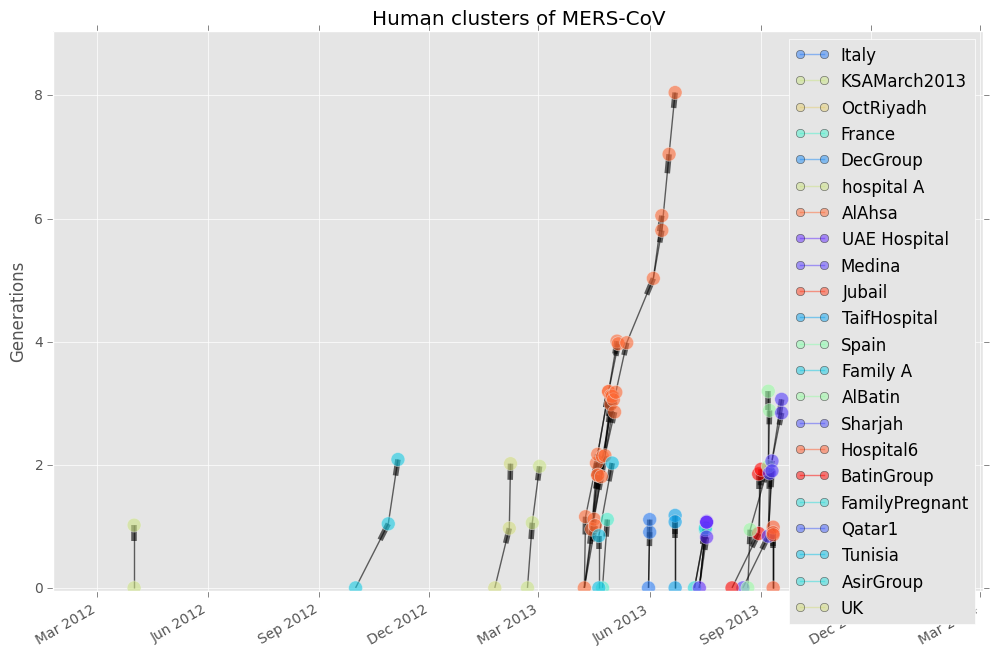 Human clusters of MERS-CoV
Generations
8
6
4
2
0
Mar 2012
Jun 2012
Sep 2012
Dec 2012
Mar 2013
Jun 2013
Sep 2013
Dec
Mar
Italy
KSAMarch2013
OctRiyadh
France
DecGroup
hospital A
AlAhsa
UAE Hospital
Medina
Jubail
TaifHospital
Spain
Family A
AlBatin
Sharjah
Hospital6
BatinGroup
FamilyPregnant
Qatar1
Tunisia
AsirGroup
UK